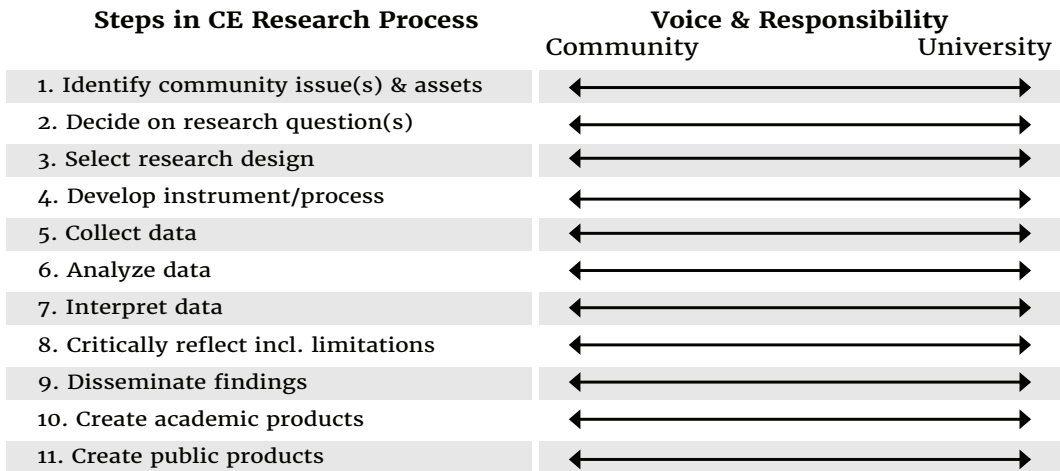 Steps in CE Research Process
Voice & Responsibility
Community
University
1. Identify community issue(s) & assets
2. Decide on research question(s)
3. Select research design
4. Develop instrument/process
5. Collect data
6. Analyze data
7. Interpret data
8. Critically reflect incl. limitations
9. Disseminate findings
10. Create academic products
11. Create public products